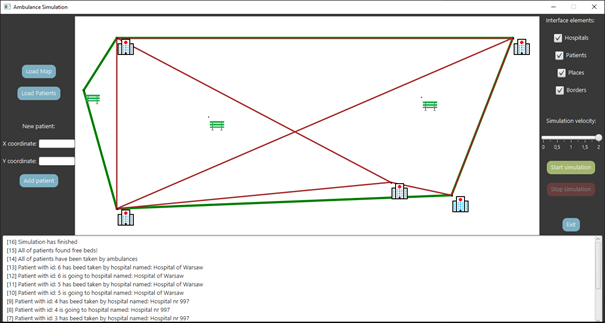 Ambulance Simulation
Load Map
Load Patients
New patient:
X coordinate:
Y coordinate:
Add patient
Interface elements:
Hospitals
Patients
Places
Borders
Simulation velocity:
0 0,5 1 1,5 2
Start simulation
Stop simulation
Exit
[16] Simulation has finished
[15] All of patients found free beds!
[14] All of patients have been taken by ambulances
[13] Patient with id: 6 has beed taken by hospital named: Hospital of Warsaw
[12] Patient with id: 6 is going to hospital named: Hospital of Warsaw
[11] Patient with id: 5 has beed taken by hospital named: Hospital of Warsaw
[10] Patient with id: 5 is going to hospital named: Hospital of Warsaw
[9] Patient with id: 4 has beed taken by hospital named: Hospital nr 997
[8] Patient with id: 4 is going to hospital named: Hospital nr 997
[7] Patient with id: 3 has beed taken by hospital named: Hospital nr 997